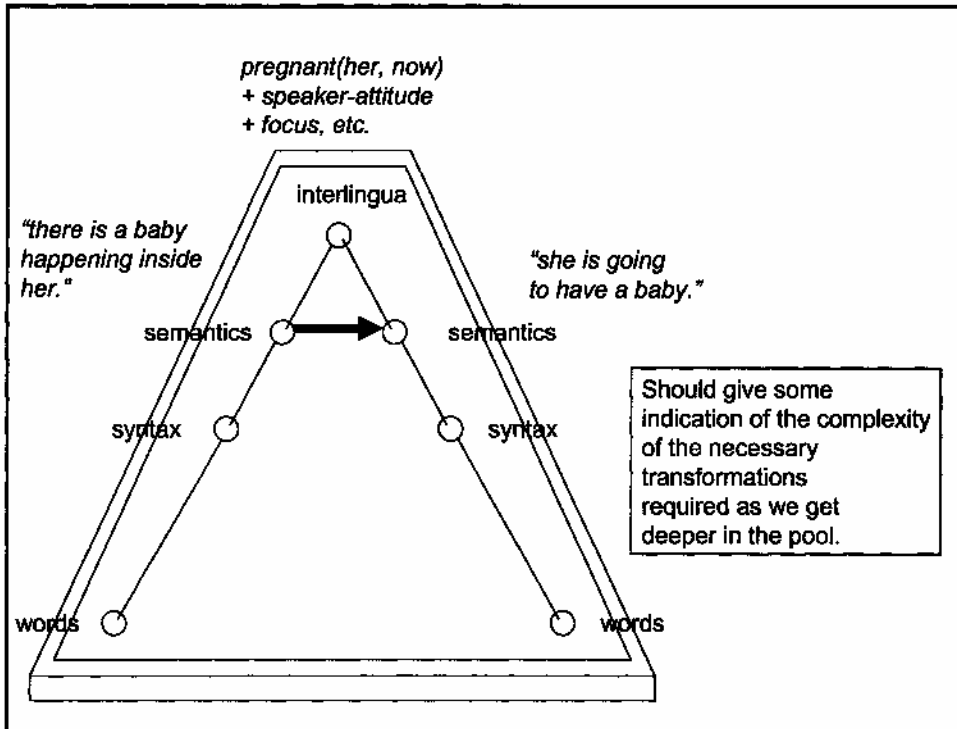 pregnant(her, now)
+ speaker-attitude
+ focus, etc.
interlingua
"there is a baby
happening inside
her."
"she is going
to have a baby."
semantics
semantics
Should give some
indication of the complexity
of the necessary
transformations
required as we get
deeper in the pool.
syntax
syntax
words
words